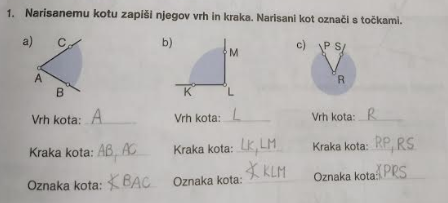 1. Narisanemu kotu zapiši njegov vrh in kraka. Narisani kot označi s točkami.
a) b) c)
C A B
M K L
P S R
Vrh kota: A Vrh kota: L Vrh kota: R
Kraka kota: AB, AC Kraka kota: LK, LM Kraka kota: RP, RS
Oznaka kota: ∢BAC Oznaka kota: ∢KLM Oznaka kota: ∢PRS